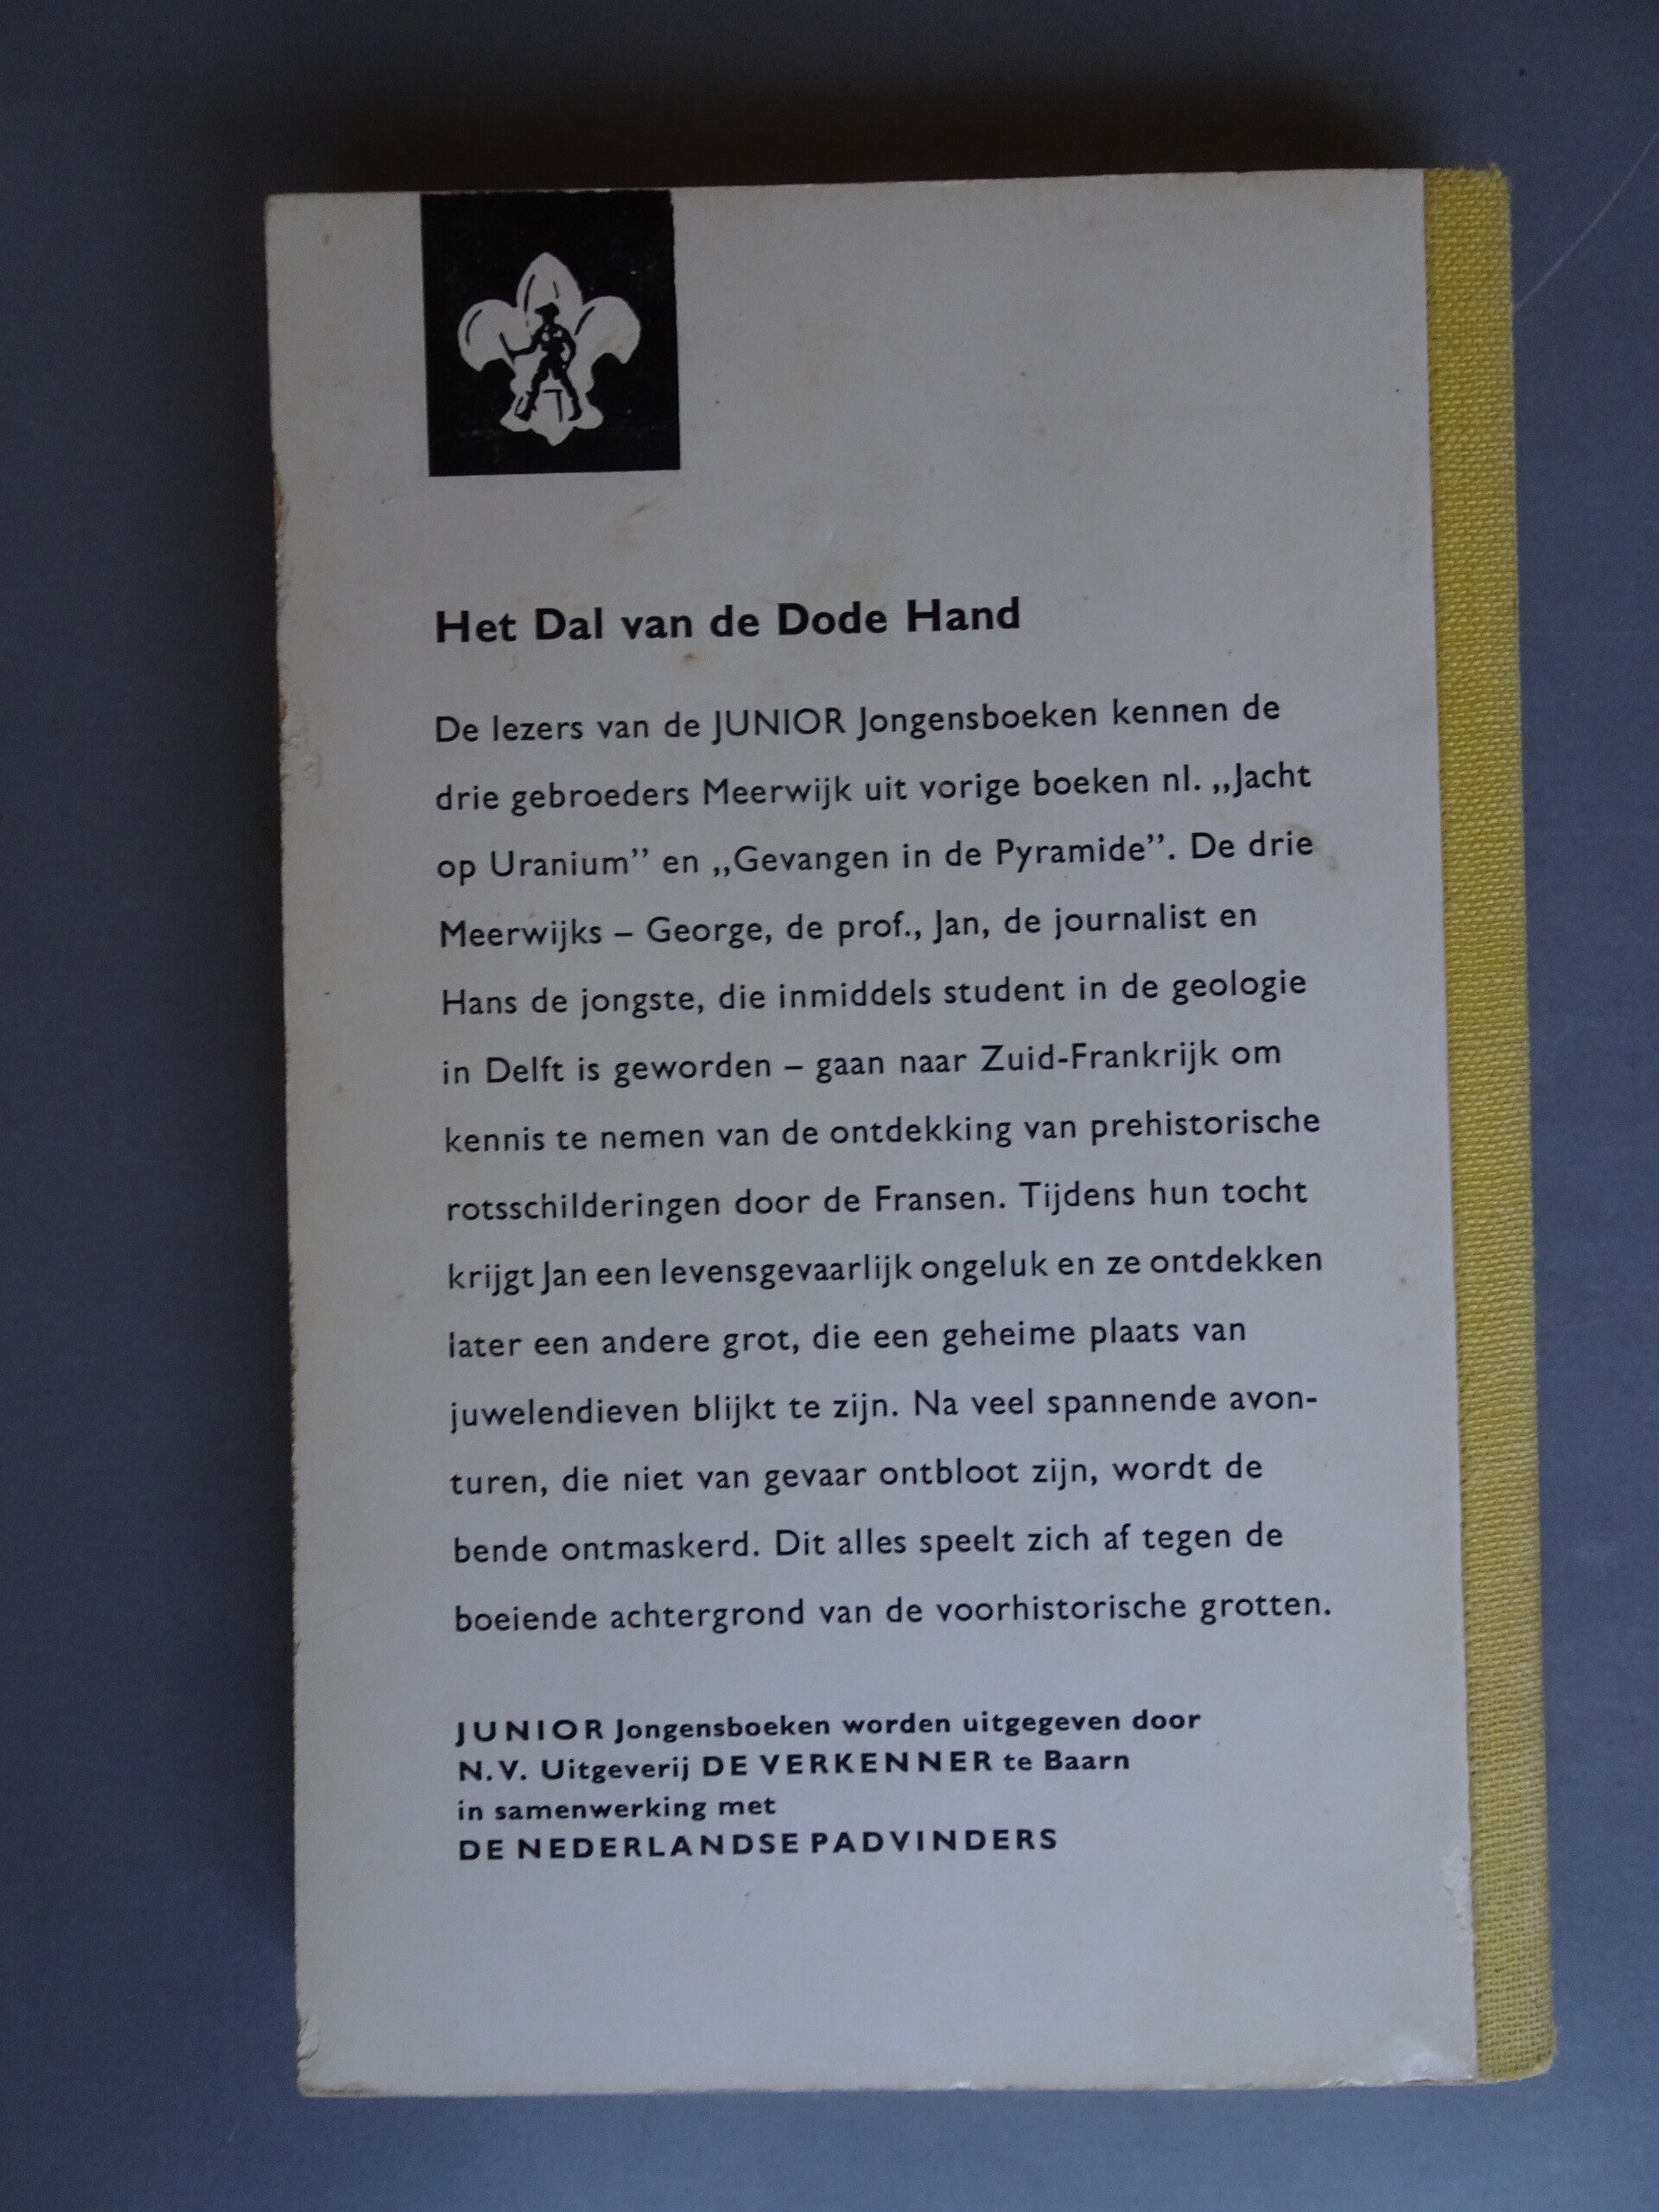 Het Dal van de Dode Hand
De lezers van de JUNIOR Jongensboeken kennen de
drie gebroeders Meerwijk uit vorige boeken nl. „Jacht
op Uranium” en „Gevangen in de Pyramide”. De drie
Meerwijks – George, de prof., Jan, de journalist en
Hans de jongste, die inmiddels student in de geologie
in Delft is geworden – gaan naar Zuid-Frankrijk om
kennis te nemen van de ontdekking van prehistorische
rotsschilderingen door de Fransen. Tijdens hun tocht
krijgt Jan een levensgevaarlijk ongeluk en ze ontdekken
later een andere grot, die een geheime plaats van
juwelendieven blijkt te zijn. Na veel spannende avon-
turen, die niet van gevaar ontbloot zijn, wordt de
bende ontmaskerd. Dit alles speelt zich af tegen de
boeiende achtergrond van de voorhistorische grotten.
JUNIOR Jongensboeken worden uitgegeven door
N.V. Uitgeverij DE VERKENNER te Baarn
in samenwerking met
DE NEDERLANDSE PADVINDERS